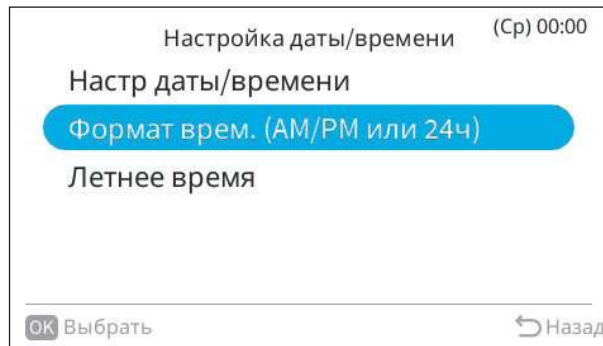 Настройка даты/времени (Ср) 00:00
Настр даты/времени
Формат врем. (AM/PM или 24ч)
Летнее время
OK Выбрать Назад